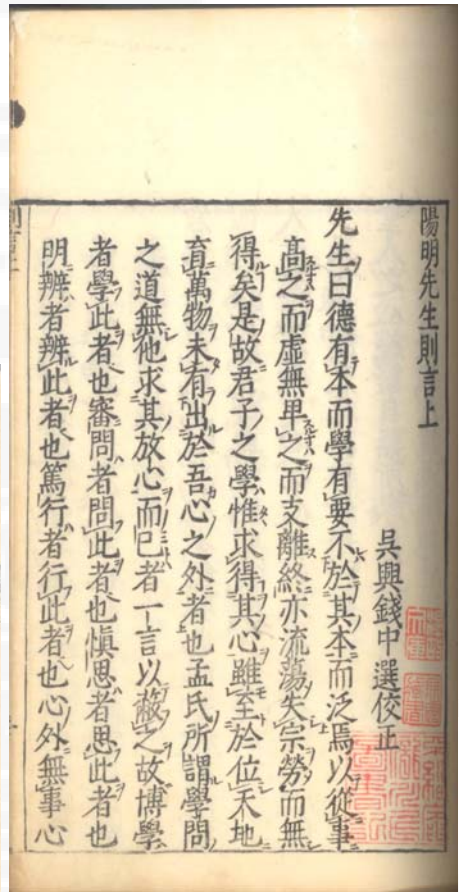 陽明先生則言上
吳興錢中選校正
先生曰德有本而學有要不於其本而泛焉以從事
高之而虛無卑之而支離終亦流蕩失宗勞而無
得矣是故君子之學惟求得其心雖至於位天地
育萬物未有出於吾心之外者也孟氏所謂學問
之道無他求其放心而已者一言以蔽之故博學
者學此者也審問者問此者也愼思者思此者也
明辨者辨此者也篤行者行此者也心外無事心